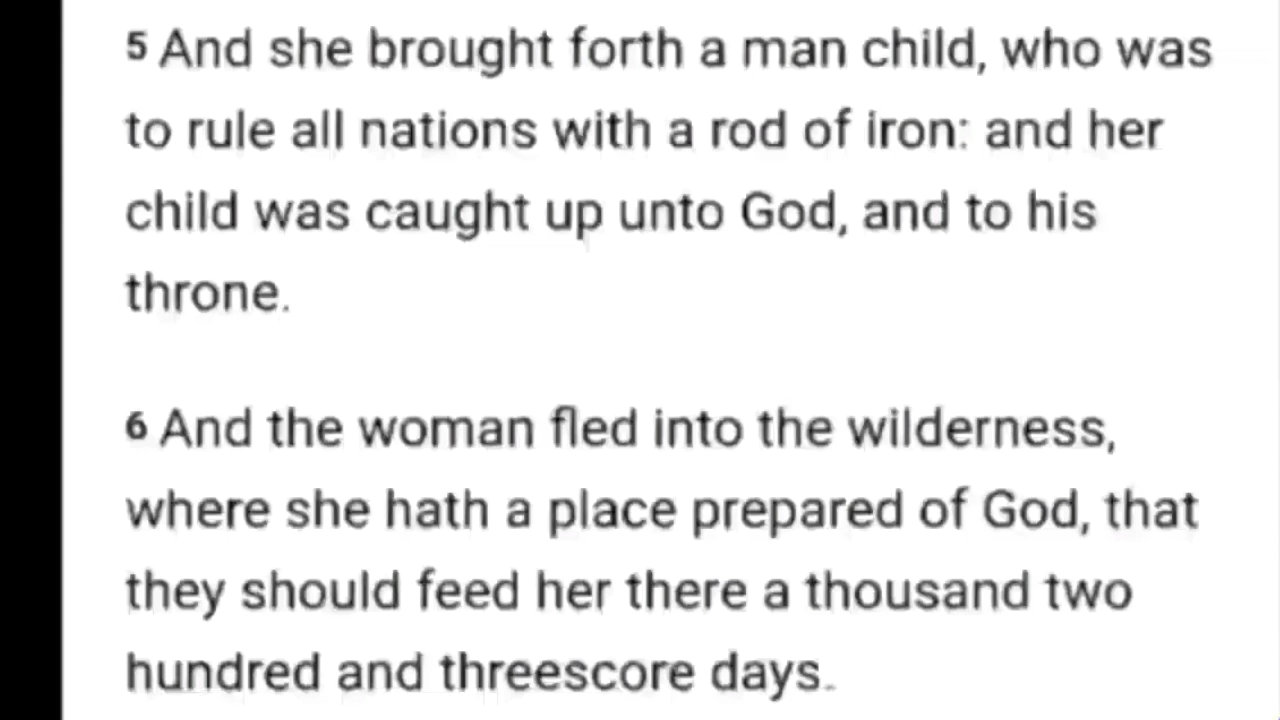 5 And she brought forth a man child, who was
to rule all nations with a rod of iron: and her
child was caught up unto God, and to his
throne.
6 And the woman fled into the wilderness,
where she hath a place prepared of God, that
they should feed her there a thousand two
hundred and threescore days.